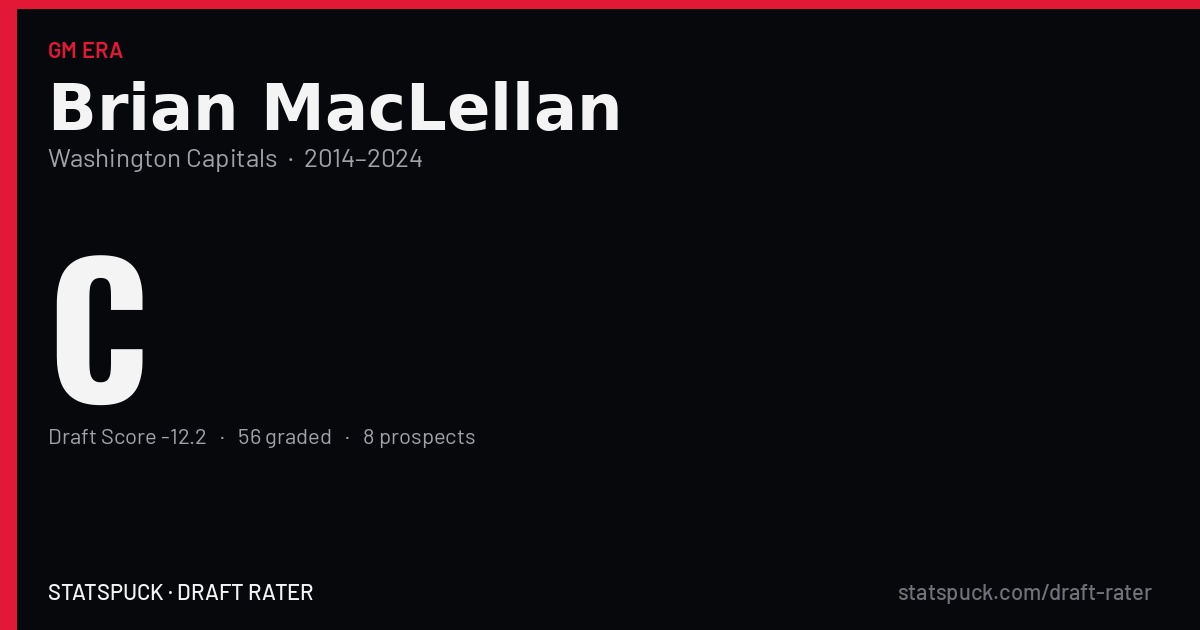 GM ERA
Brian MacLellan
Washington Capitals · 2014–2024
C
Draft Score -12.2 · 56 graded · 8 prospects
STATSPUCK · DRAFT RATER
statspuck.com/draft-rater